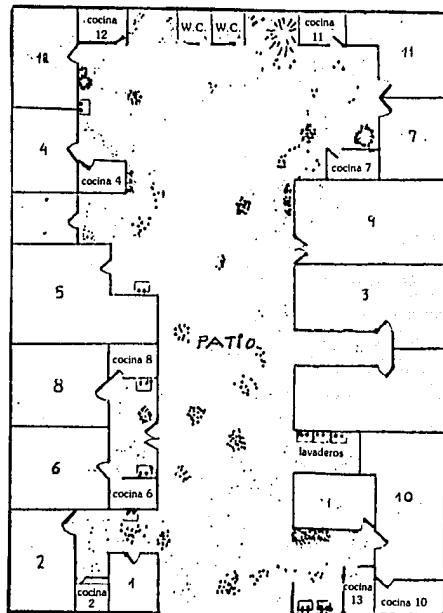 cocina
12
W.C.
W.C.
cocina
11
11
12
4
cocina 4
7
cocina 7
9
5
3
PATIO
cocina 8
8
lavaderos
6
cocina 6
1
10
2
cocina
2
1
cocina
13
cocina 10